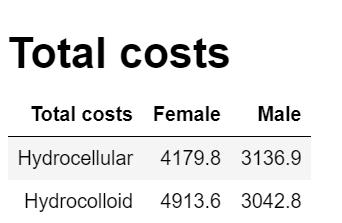 Total costs
Total costs Female Male
Hydrocellular 4179.8 3136.9
Hydrocolloid 4913.6 3042.8